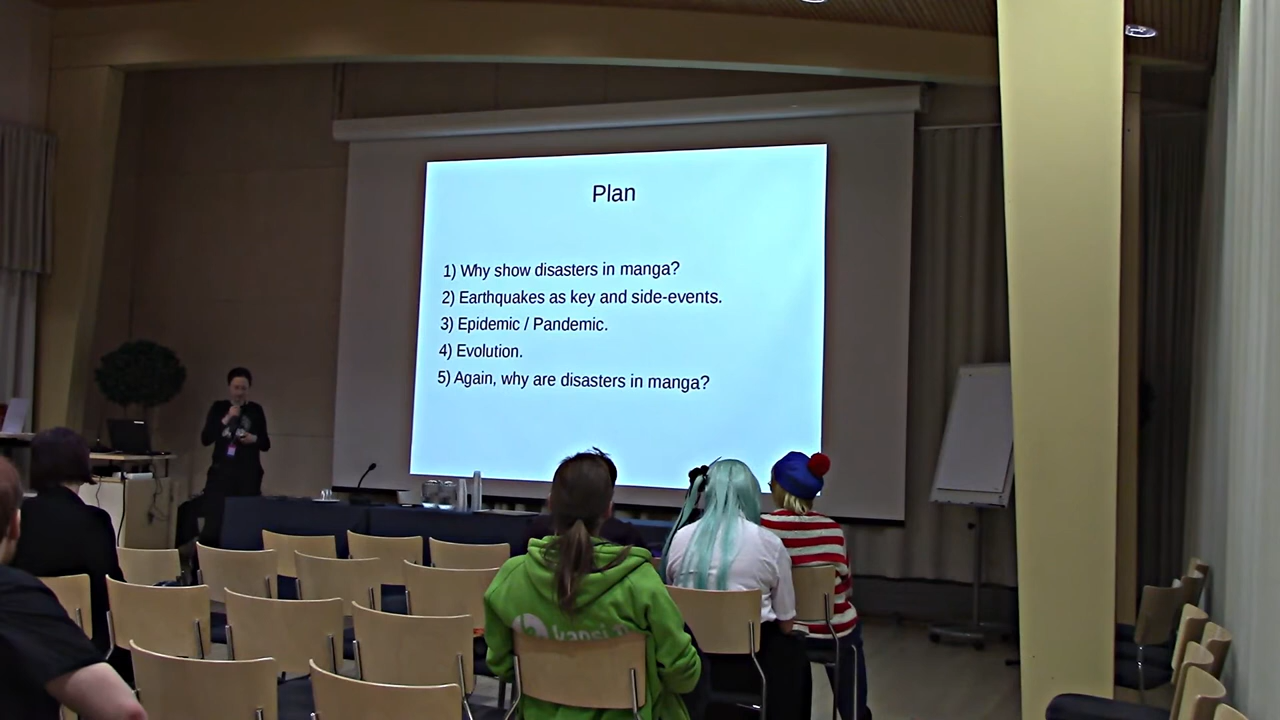 Plan
1) Why show disasters in manga?
2) Earthquakes as key and side-events.
3) Epidemic / Pandemic.
4) Evolution.
5) Again, why are disasters in manga?